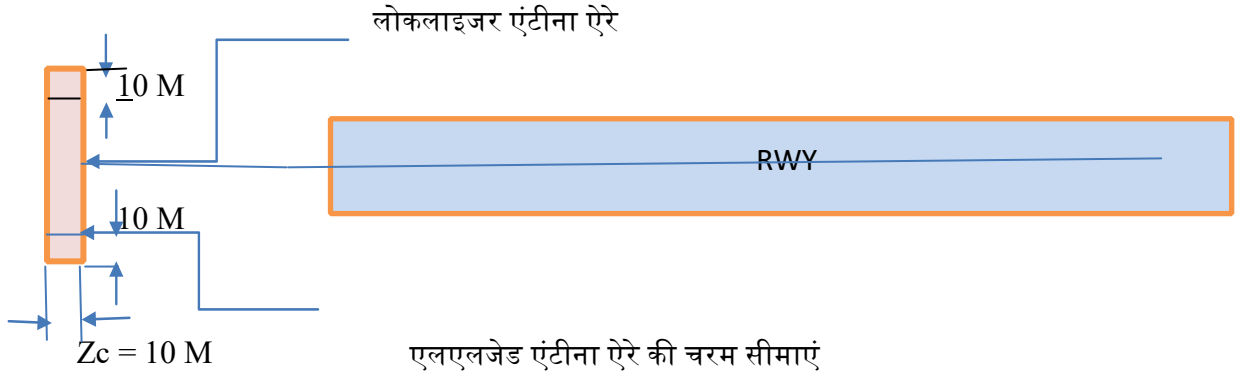 लोकलाइजर एंटीना ऐरे
10 M
RWY
10 M
Zc = 10 M
एलएलजेड एंटीना ऐरे की चरम सीमाएं